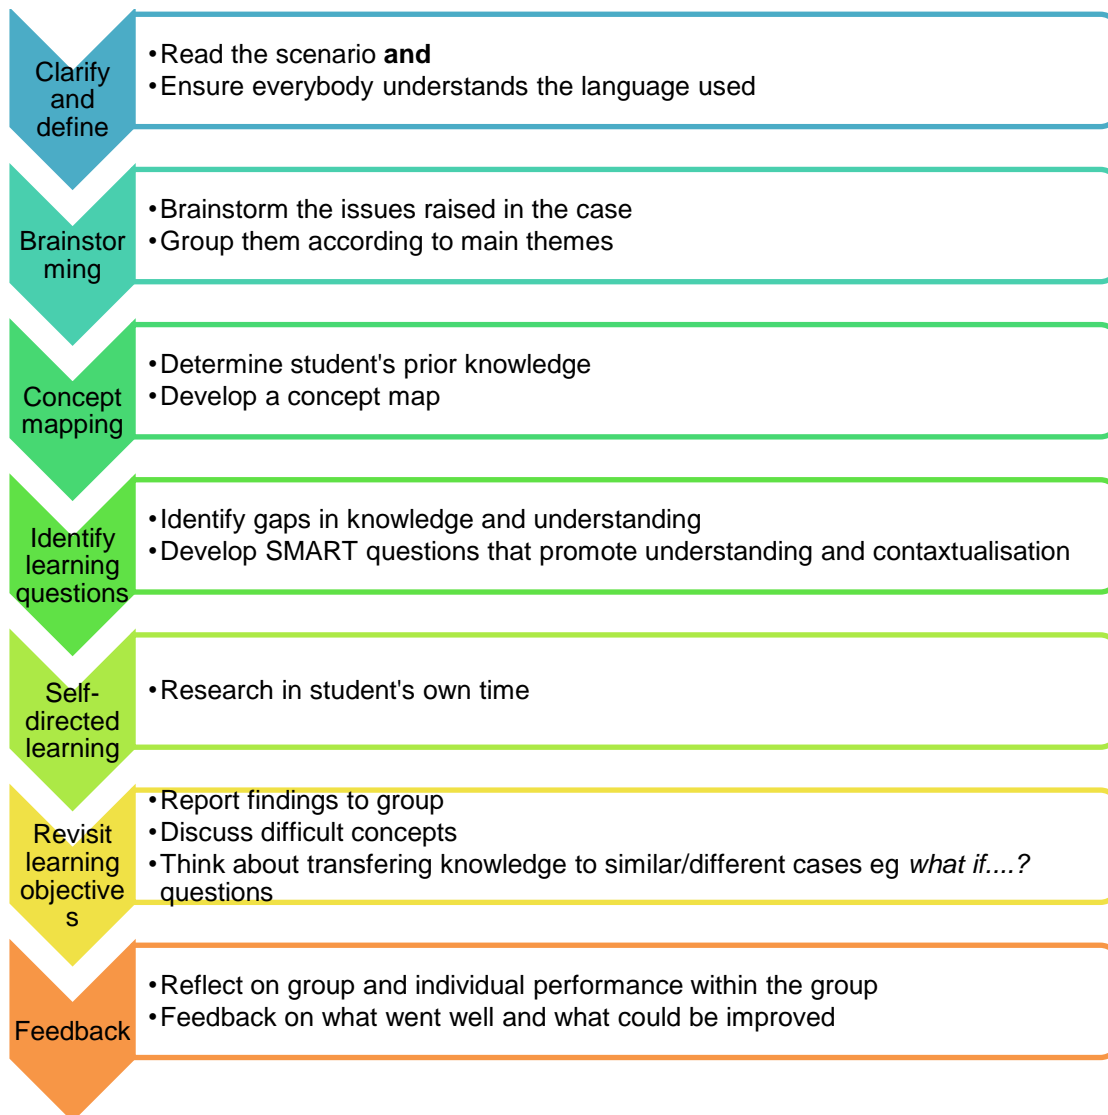 Clarify
and
define
•Read the scenario and
•Ensure everybody understands the language used
Brainstor
ming
•Brainstorm the issues raised in the case
•Group them according to main themes
Concept
mapping
•Determine student's prior knowledge
•Develop a concept map
Identify
learning
questions
•Identify gaps in knowledge and understanding
•Develop SMART questions that promote understanding and contaxtualisation
Self-
directed
learning
•Research in student's own time
Revisit
learning
objective
s
•Report findings to group
•Discuss difficult concepts
•Think about transfering knowledge to similar/different cases eg what if....?
questions
Feedback
•Reflect on group and individual performance within the group
•Feedback on what went well and what could be improved